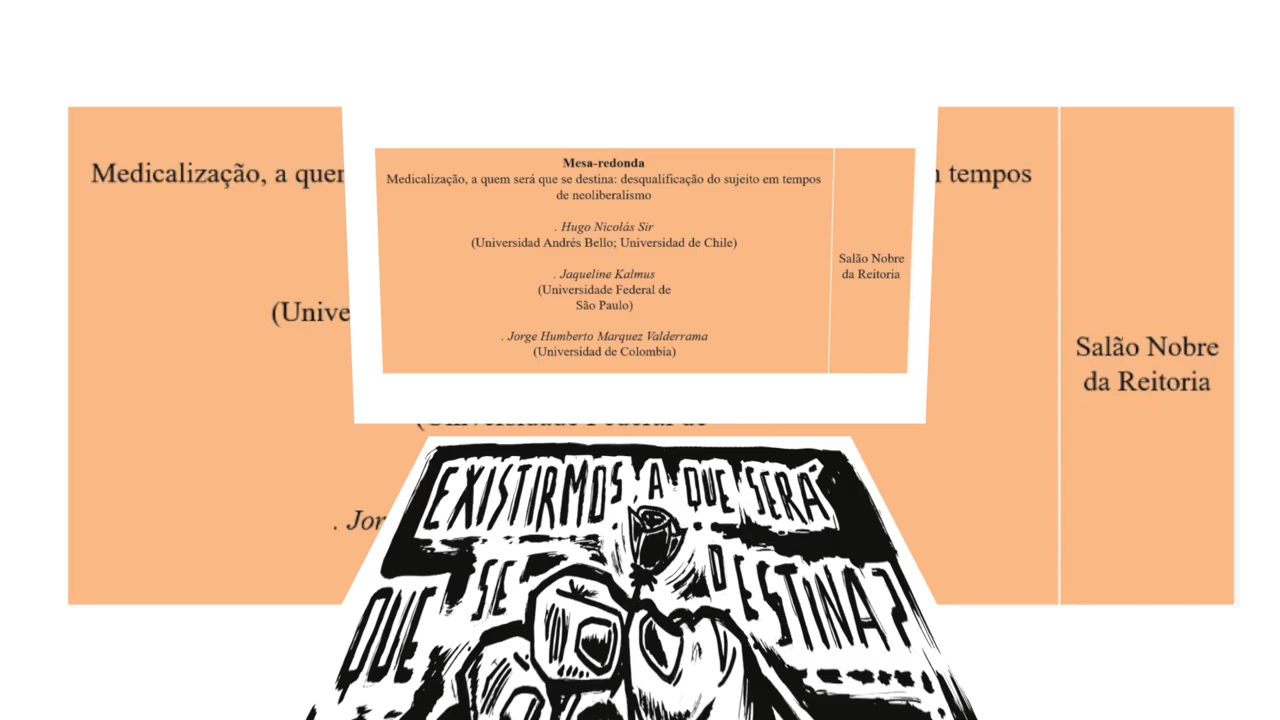 Medicalização, a quer
n tempos
(Unive
. Jor
Salão Nobre
da Reitoria
Mesa-redonda
Medicalização, a quem será que se destina: desqualificação do sujeito em tempos
de neoliberalismo
. Hugo Nicolás Sir
(Universidad Andrés Bello; Universidad de Chile)
. Jaqueline Kalmus
(Universidade Federal de
São Paulo)
. Jorge Humberto Marquez Valderrama
(Universidad de Colombia)
Salão Nobre
da Reitoria
EXISTIRMOS A QUE SERÁ
QUE SE DESTINA?